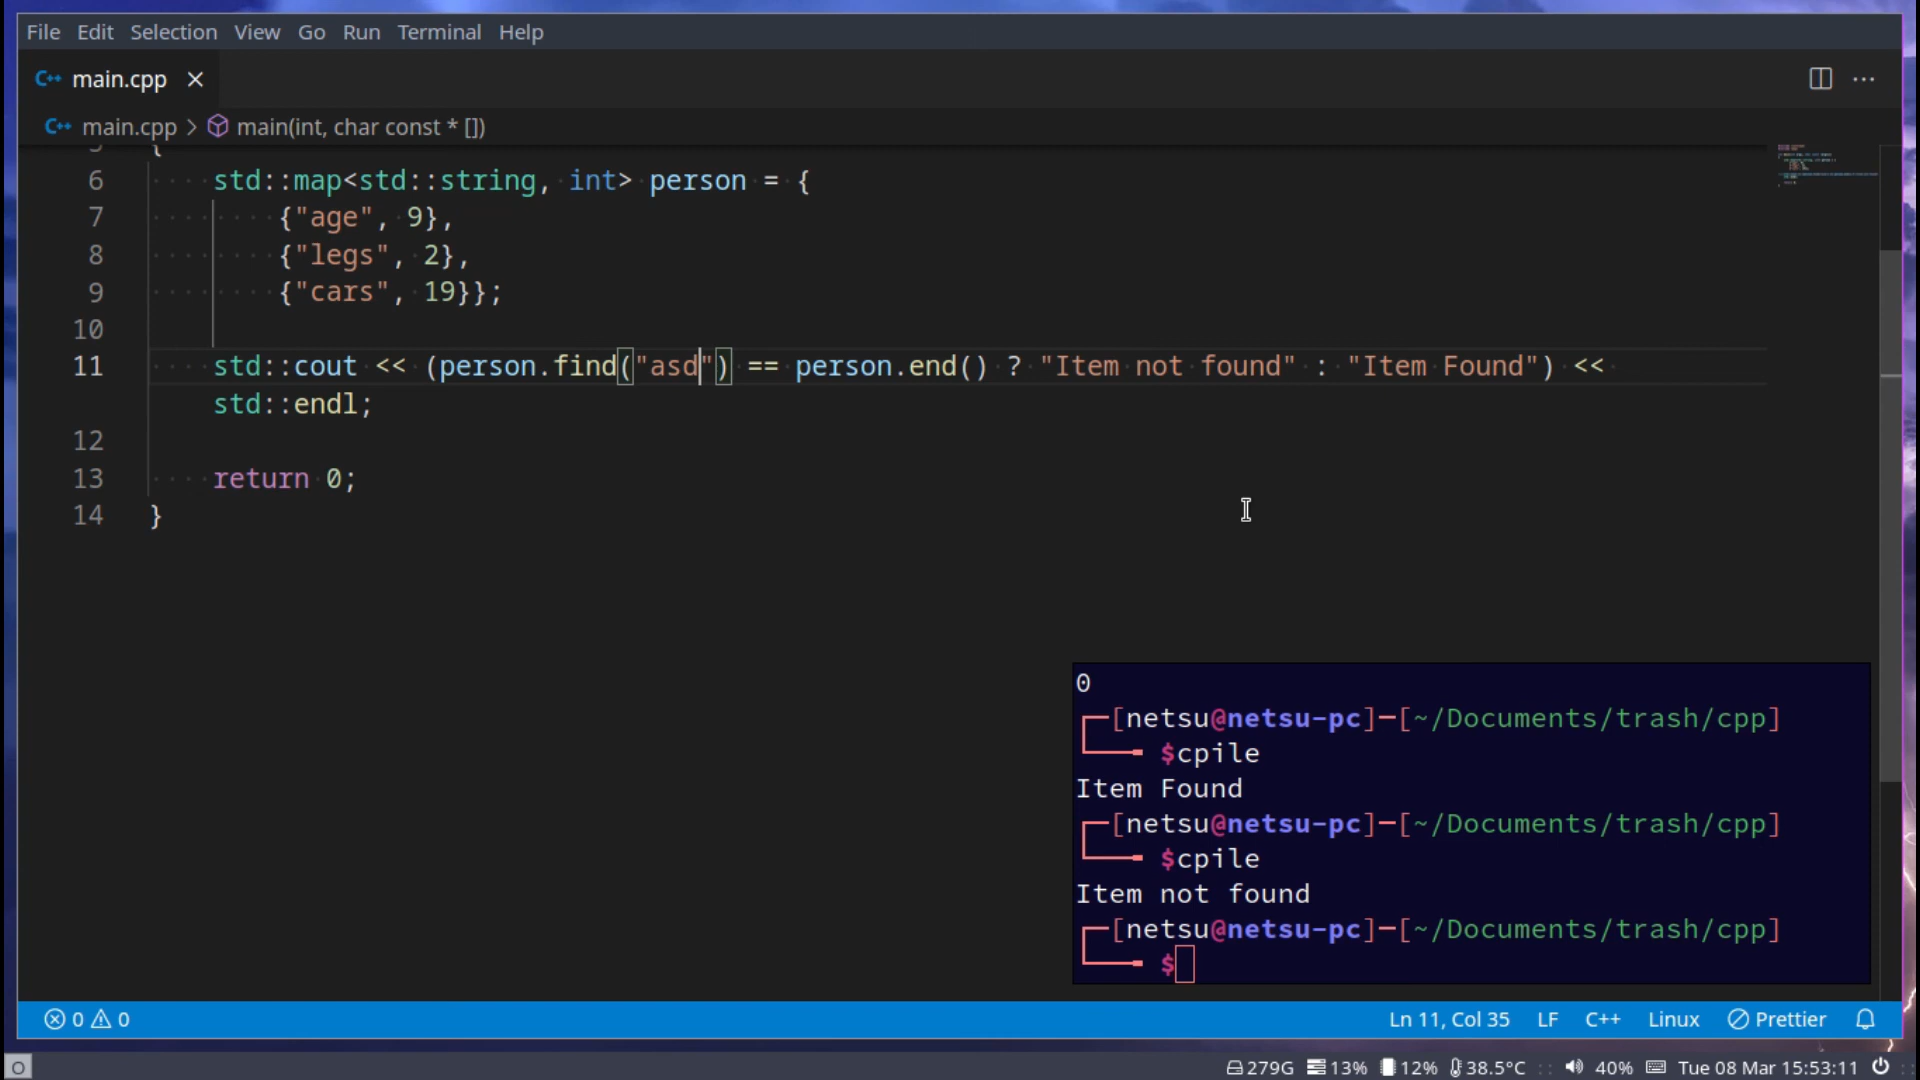 File Edit Selection View Go Run Terminal Help
C++ main.cpp
C++ main.cpp > main(int, char const * [])
5 {
6 std::map<std::string, int> person = {
7 {"age", 9},
8 {"legs", 2},
9 {"cars", 19}};
10
11 std::cout << (person.find("asd") == person.end() ? "Item not found" : "Item Found") <<
std::endl;
12
13 return 0;
14 }
0
[netsu@netsu-pc]-[~/Documents/trash/cpp]
$cpile
Item Found
[netsu@netsu-pc]-[~/Documents/trash/cpp]
$cpile
Item not found
[netsu@netsu-pc]-[~/Documents/trash/cpp]
$
0 0 Ln 11, Col 35 LF C++ Linux Prettier
279G 13% 12% 38.5°C :: 40% Tue 08 Mar 15:53:11